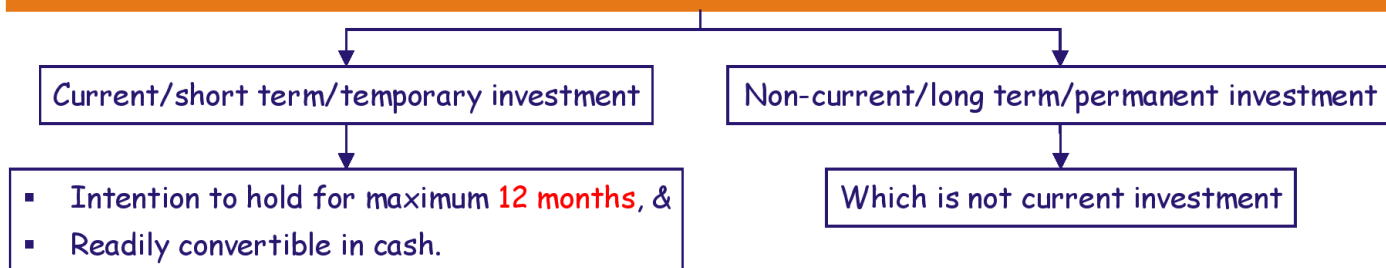 Current/short term/temporary investment
Non-current/long term/permanent investment
▪ Intention to hold for maximum 12 months, &
▪ Readily convertible in cash.
Which is not current investment